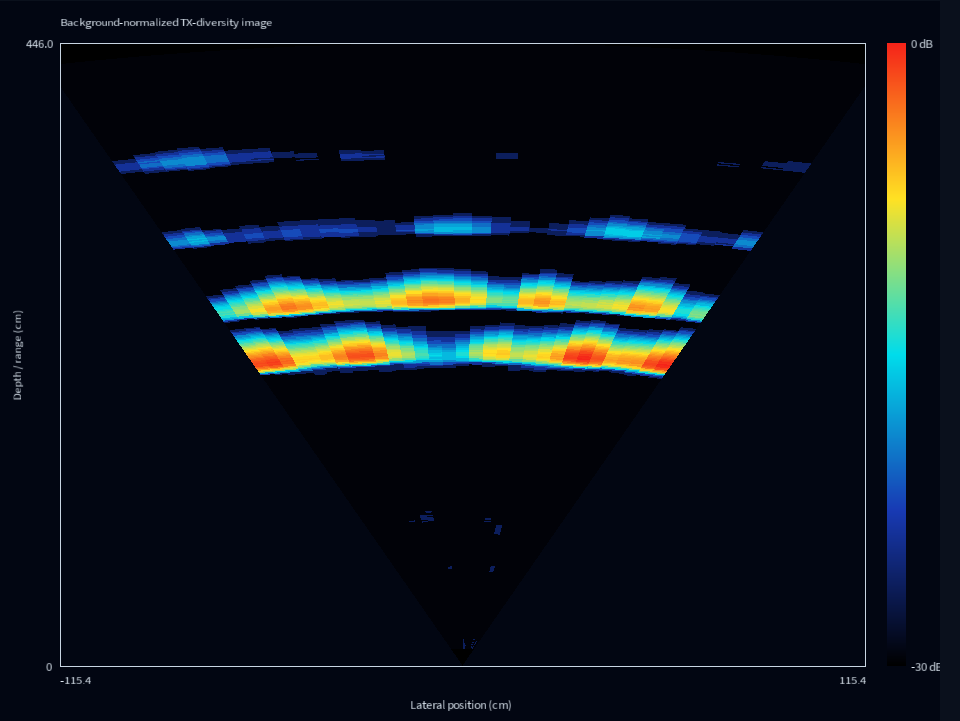 Background-normalized TX-diversity image
446.0
0 dB
Depth / range (cm)
0
-30 dB
-115.4
115.4
Lateral position (cm)